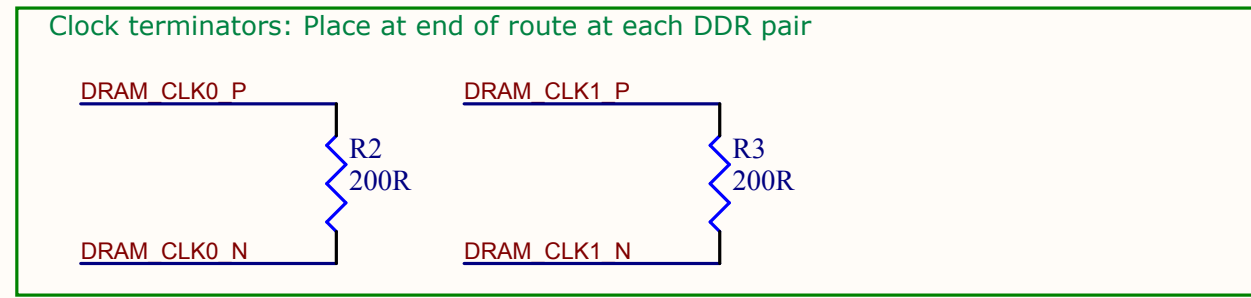 Clock terminators: Place at end of route at each DDR pair
DRAM_CLK0_P
DRAM_CLK1_P
R2
200R
R3
200R
DRAM_CLK0_N
DRAM_CLK1_N